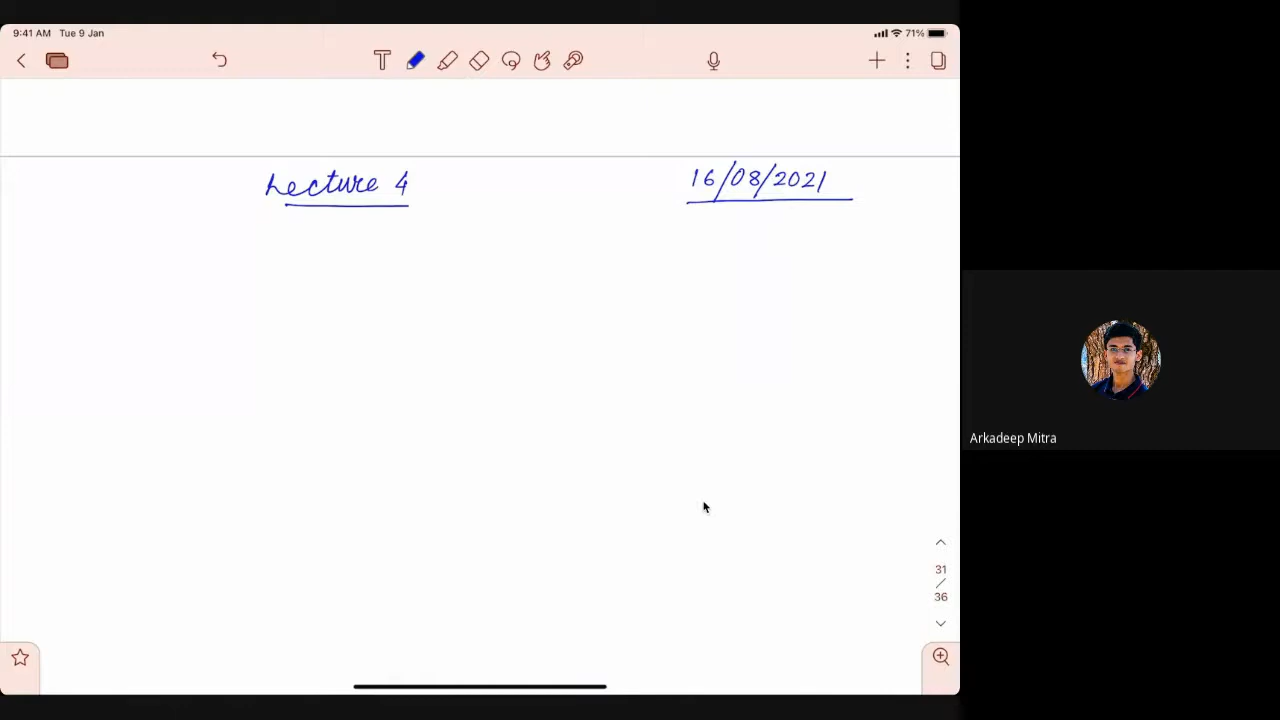 9:41 AM Tue 9 Jan 71%
T
Lecture 4 16/08/2021
Arkadeep Mitra
31
/
36